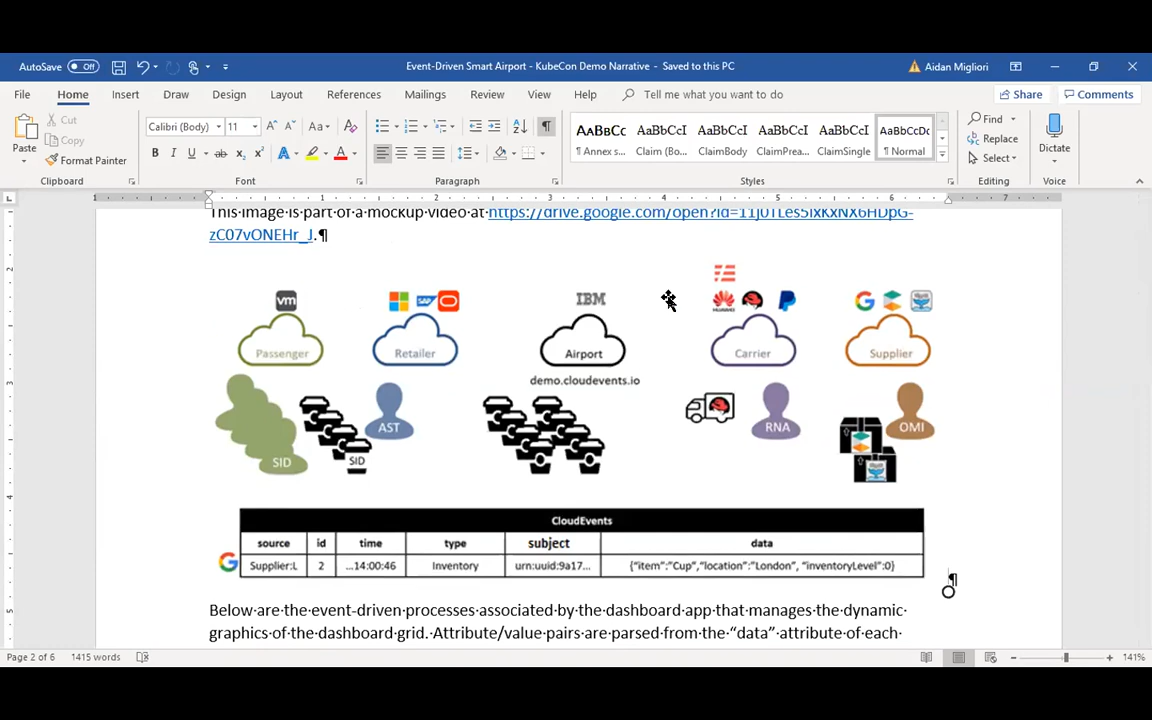 AutoSave Off Event-Driven Smart Airport - KubeCon Demo Narrative - Saved to this PC Aidan Migliori
File Home Insert Draw Design Layout References Mailings Review View Help Tell me what you want to do Share Comments
Paste Cut Copy Format Painter
Calibri (Body) 11
AaBbCc AaBbCcI AaBbCcI AaBbCcI AaBbCcI AaBbCcDc
¶ Annex s... Claim (Bo... ClaimBody ClaimPrea... ClaimSingle ¶ Normal
Find Replace Select Dictate
Clipboard Font Paragraph Styles Editing Voice
This image is part of a mockup video at
zC07vONEHr_J.¶
vm SAP IBM HUAWEI
Passenger Retailer Airport Carrier Supplier
demo.cloudevents.io
SID SID AST RNA OMI
CloudEvents
source id time type subject data
Supplier:L 2 ...14:00:46 Inventory urn:uuid:9a17... {"item":"Cup","location":"London", "inventoryLevel":0}
¶
Below are the event-driven processes associated by the dashboard app that manages the dynamic
graphics of the dashboard grid. Attribute/value pairs are parsed from the “data” attribute of each
Page 2 of 6 1415 words 141%